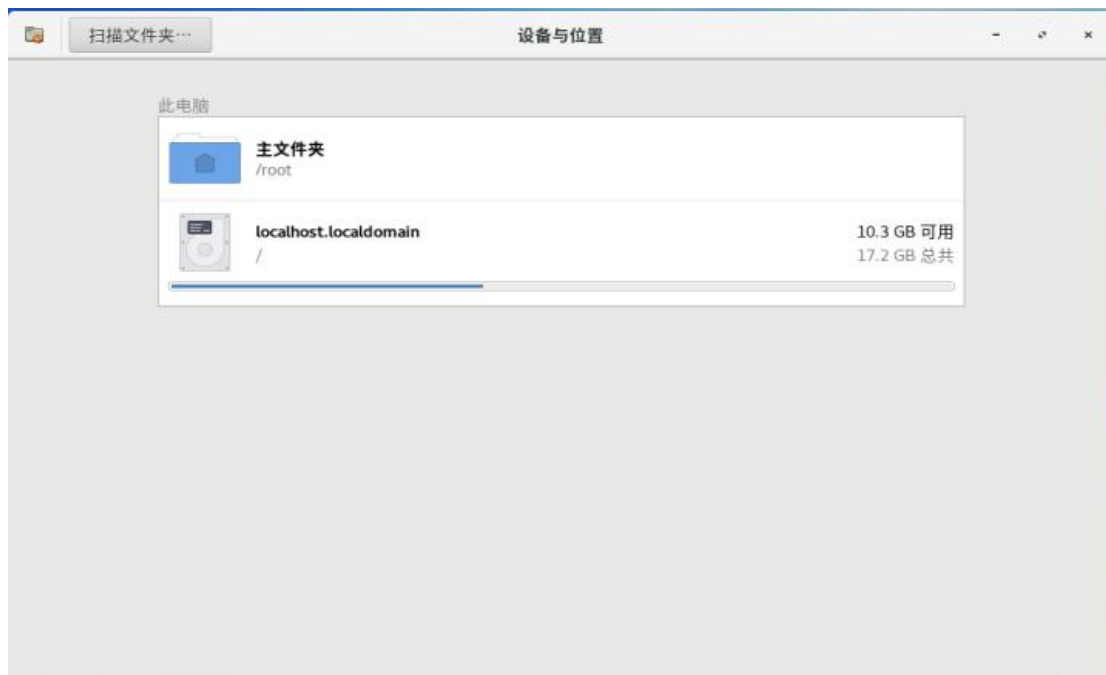 扫描文件夹…
设备与位置
此电脑
主文件夹
/root
localhost.localdomain
10.3 GB 可用
/
17.2 GB 总共